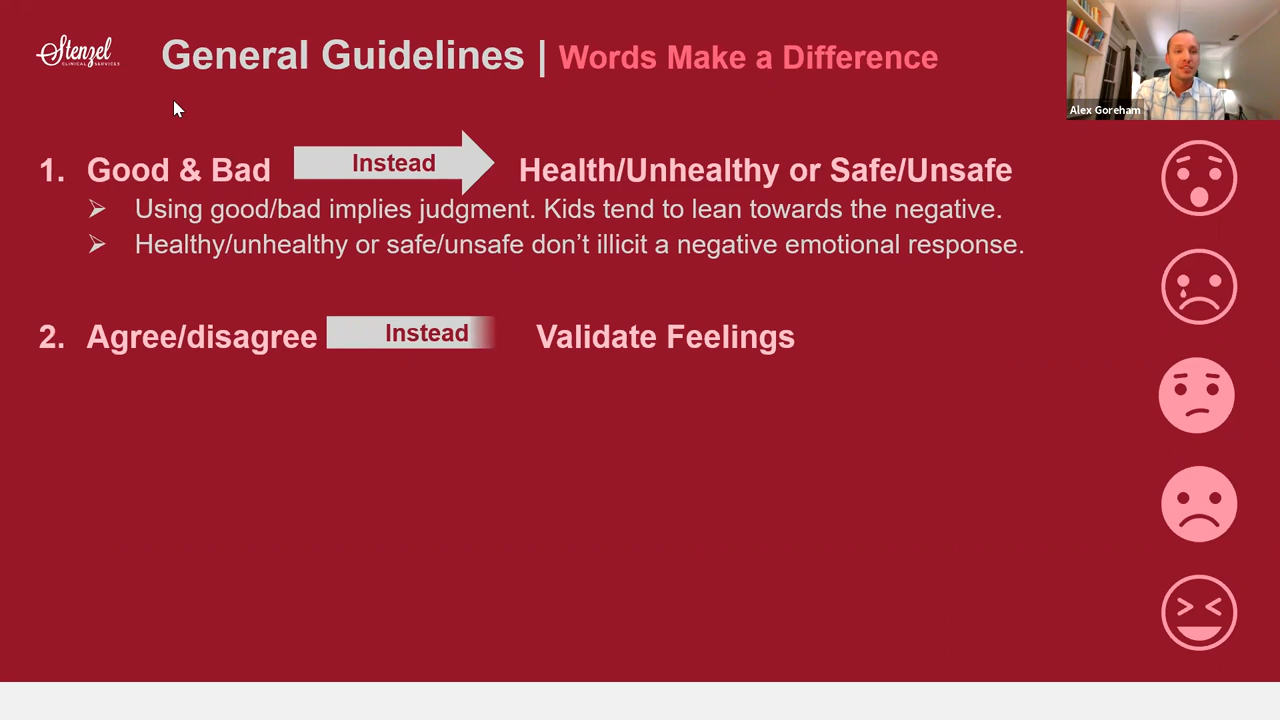 Stenzel
CLINICAL SERVICES
General Guidelines | Words Make a Difference
Alex Goreham
1. Good & Bad Instead Health/Unhealthy or Safe/Unsafe
Using good/bad implies judgment. Kids tend to lean towards the negative.
Healthy/unhealthy or safe/unsafe don’t illicit a negative emotional response.
2. Agree/disagree Instead Validate Feelings